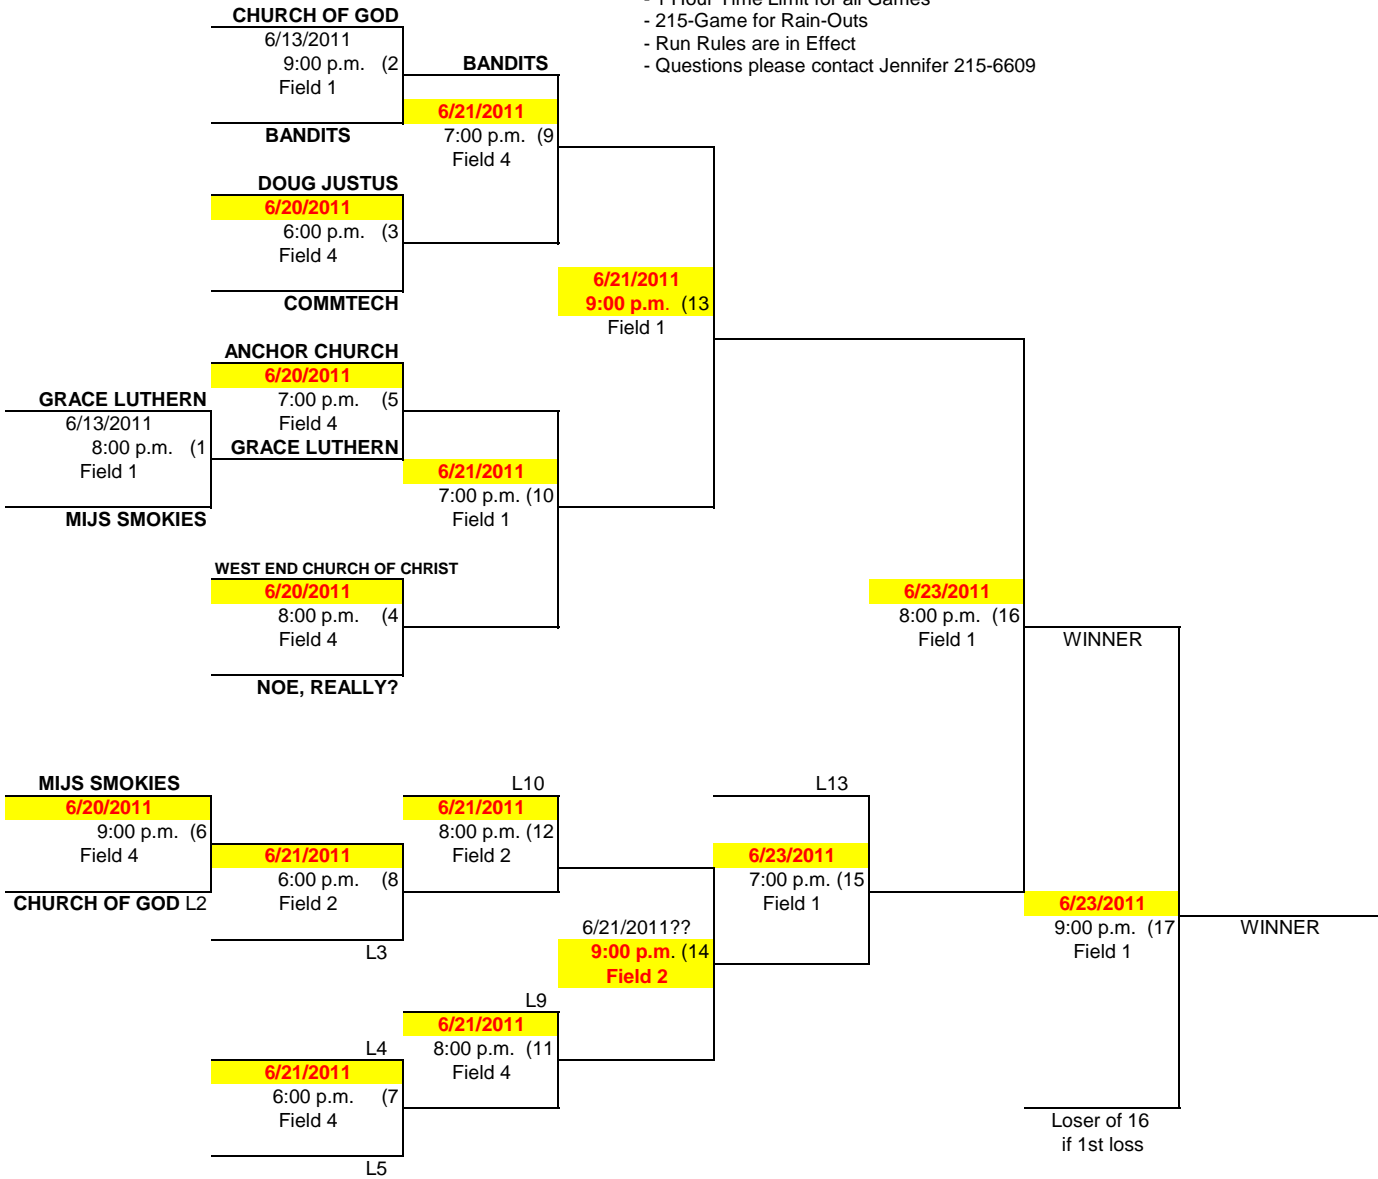 - 1 Hour Time Limit for all Games
- 215-Game for Rain-Outs
- Run Rules are in Effect
- Questions please contact Jennifer 215-6609
CHURCH OF GOD
6/13/2011
9:00 p.m. (2
Field 1
BANDITS
BANDITS
6/21/2011
7:00 p.m. (9
Field 4
DOUG JUSTUS
6/20/2011
6:00 p.m. (3
Field 4
COMMTECH
6/21/2011
9:00 p.m. (13
Field 1
ANCHOR CHURCH
6/20/2011
7:00 p.m. (5
Field 4
GRACE LUTHERN
GRACE LUTHERN
6/13/2011
8:00 p.m. (1
Field 1
MIJS SMOKIES
6/21/2011
7:00 p.m. (10
Field 1
WEST END CHURCH OF CHRIST
6/20/2011
8:00 p.m. (4
Field 4
NOE, REALLY?
6/23/2011
8:00 p.m. (16
Field 1
WINNER
MIJS SMOKIES
6/20/2011
9:00 p.m. (6
Field 4
CHURCH OF GOD L2
6/21/2011
6:00 p.m. (8
Field 2
L3
L10
6/21/2011
8:00 p.m. (12
Field 2
L13
6/23/2011
7:00 p.m. (15
Field 1
6/21/2011??
9:00 p.m. (14
Field 2
L9
6/21/2011
8:00 p.m. (11
Field 4
L4
6/21/2011
6:00 p.m. (7
Field 4
L5
6/23/2011
9:00 p.m. (17
Field 1
WINNER
Loser of 16
if 1st loss